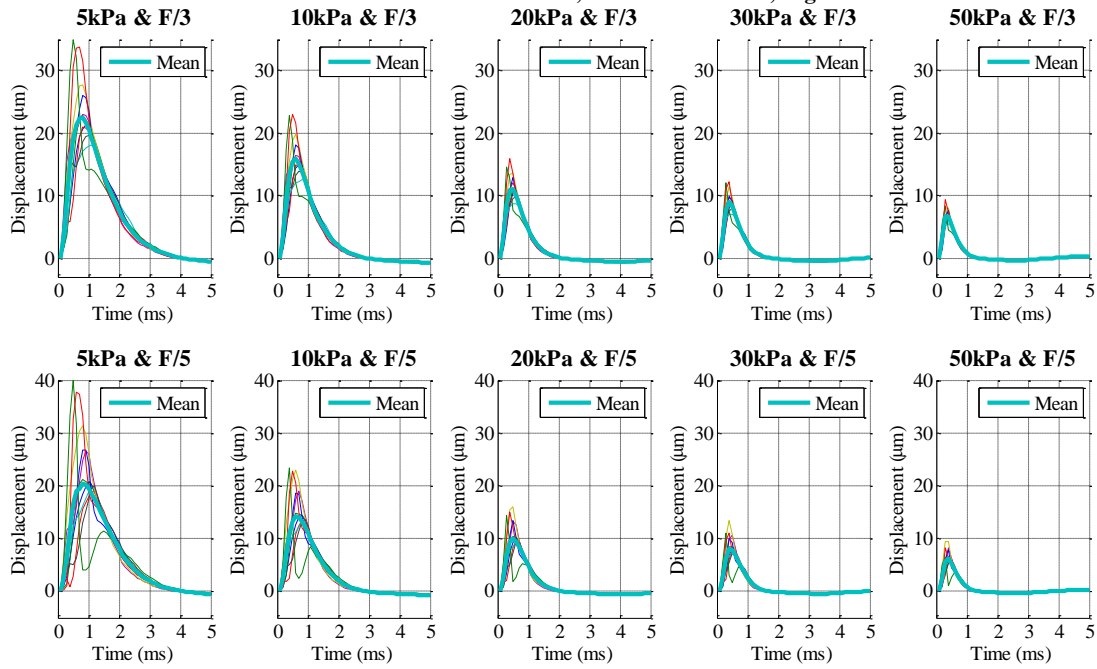 5kPa & F/3 10kPa & F/3 20kPa & F/3 30kPa & F/3 50kPa & F/3
Mean Mean Mean Mean Mean
Displacement (μm) Displacement (μm) Displacement (μm) Displacement (μm) Displacement (μm)
30 30 30 30 30
20 20 20 20 20
10 10 10 10 10
0 0 0 0 0
0 1 2 3 4 5 0 1 2 3 4 5 0 1 2 3 4 5 0 1 2 3 4 5 0 1 2 3 4 5
Time (ms) Time (ms) Time (ms) Time (ms) Time (ms)
5kPa & F/5 10kPa & F/5 20kPa & F/5 30kPa & F/5 50kPa & F/5
Mean Mean Mean Mean Mean
Displacement (μm) Displacement (μm) Displacement (μm) Displacement (μm) Displacement (μm)
40 40 40 40 40
30 30 30 30 30
20 20 20 20 20
10 10 10 10 10
0 0 0 0 0
0 1 2 3 4 5 0 1 2 3 4 5 0 1 2 3 4 5 0 1 2 3 4 5 0 1 2 3 4 5
Time (ms) Time (ms) Time (ms) Time (ms) Time (ms)